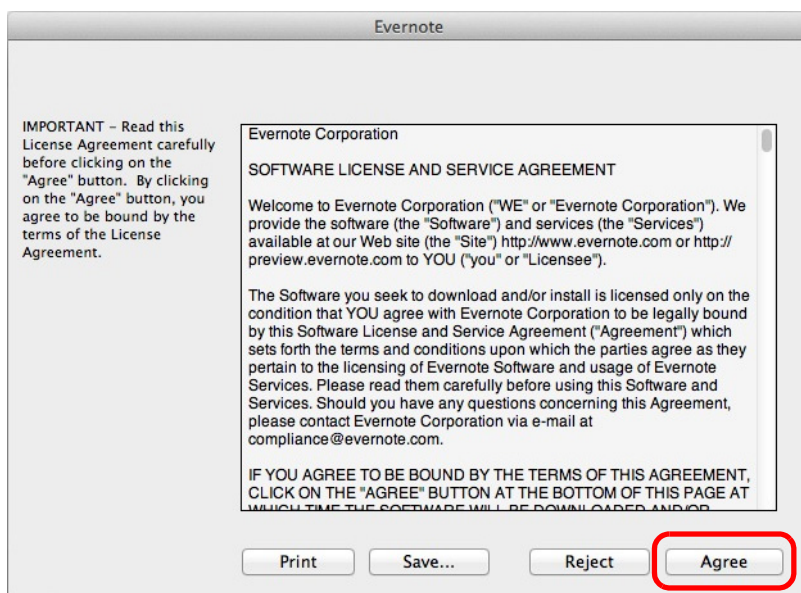 Evernote
IMPORTANT – Read this
License Agreement carefully
before clicking on the
"Agree" button.  By clicking
on the "Agree" button, you
agree to be bound by the
terms of the License
Agreement.
Evernote Corporation
SOFTWARE LICENSE AND SERVICE AGREEMENT
Welcome to Evernote Corporation ("WE" or "Evernote Corporation"). We
provide the software (the "Software") and services (the "Services")
available at our Web site (the "Site") http://www.evernote.com or http://
preview.evernote.com to YOU ("you" or "Licensee").
The Software you seek to download and/or install is licensed only on the
condition that YOU agree with Evernote Corporation to be legally bound
by this Software License and Service Agreement ("Agreement") which
sets forth the terms and conditions upon which the parties agree as they
pertain to the licensing of Evernote Software and usage of Evernote
Services. Please read them carefully before using this Software and
Services. Should you have any questions concerning this Agreement,
please contact Evernote Corporation via e-mail at
compliance@evernote.com.
IF YOU AGREE TO BE BOUND BY THE TERMS OF THIS AGREEMENT,
CLICK ON THE "AGREE" BUTTON AT THE BOTTOM OF THIS PAGE AT
WHICH TIME THE SOFTWARE WILL BE DOWNLOADED AND/OR
Print
Save...
Reject
Agree